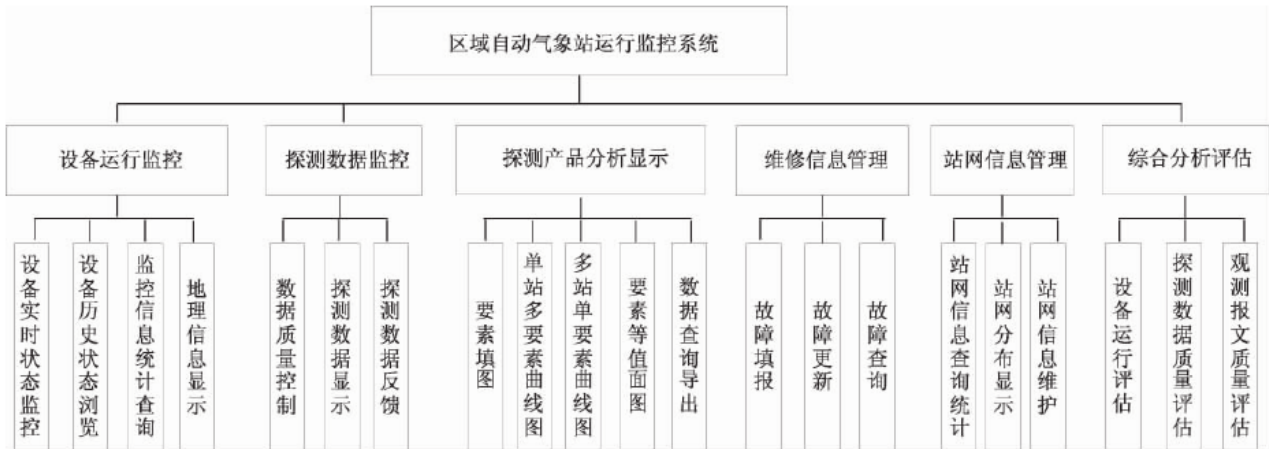 区域自动气象站运行监控系统
设备运行监控
探测数据监控
探测产品分析显示
维修信息管理
站网信息管理
综合分析评估
设备实时状态监控
设备历史状态浏览
监控信息统计查询
地理信息显示
数据质量控制
探测数据显示
探测数据反馈
要素填图
单站多要素曲线图
多站单要素曲线图
要素等值面图
数据查询导出
故障填报
故障更新
故障查询
站网信息查询统计
站网分布显示
站网信息维护
设备运行评估
探测数据质量评估
观测报文质量评估